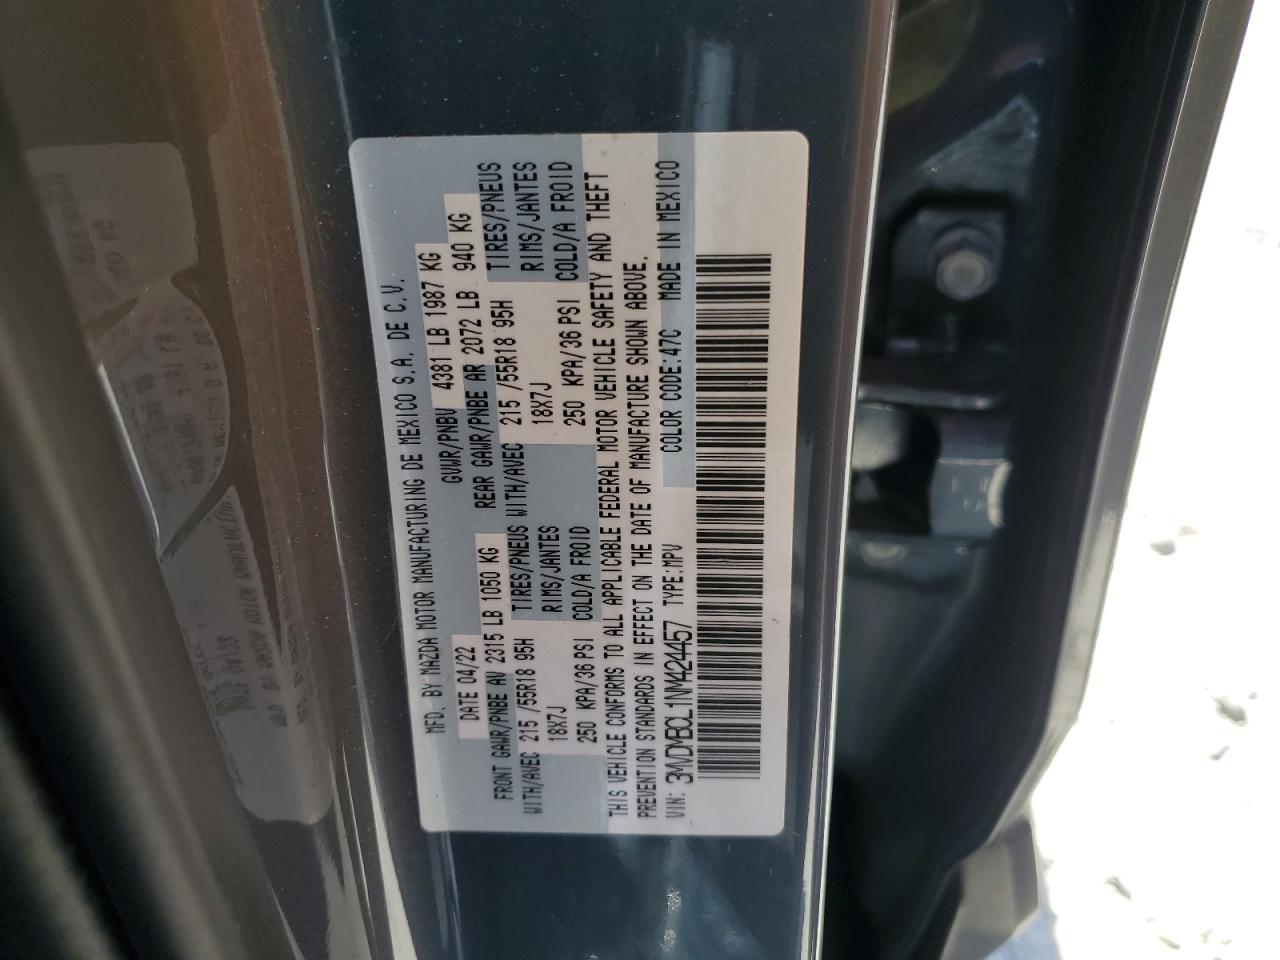 MFD. BY MAZDA MOTOR MANUFACTURING DE MEXICO S.A. DE C.V.
DATE 04/22 GVWR/PNBV 4381 LB 1987 KG
FRONT GAWR/PNBE AV 2315 LB 1050 KG REAR GAWR/PNBE AR 2072 LB 940 KG
WITH/AVEC 215 /55R18 95H TIRES/PNEUS WITH/AVEC 215 /55R18 95H TIRES/PNEUS
18X7J RIMS/JANTES 18X7J RIMS/JANTES
250 KPA/36 PSI COLD/A FROID 250 KPA/36 PSI COLD/A FROID
THIS VEHICLE CONFORMS TO ALL APPLICABLE FEDERAL MOTOR VEHICLE SAFETY AND THEFT
PREVENTION STANDARDS IN EFFECT ON THE DATE OF MANUFACTURE SHOWN ABOVE.
VIN: 3MVDMBCL1NM424457 TYPE:MPV COLOR CODE:47C MADE IN MEXICO